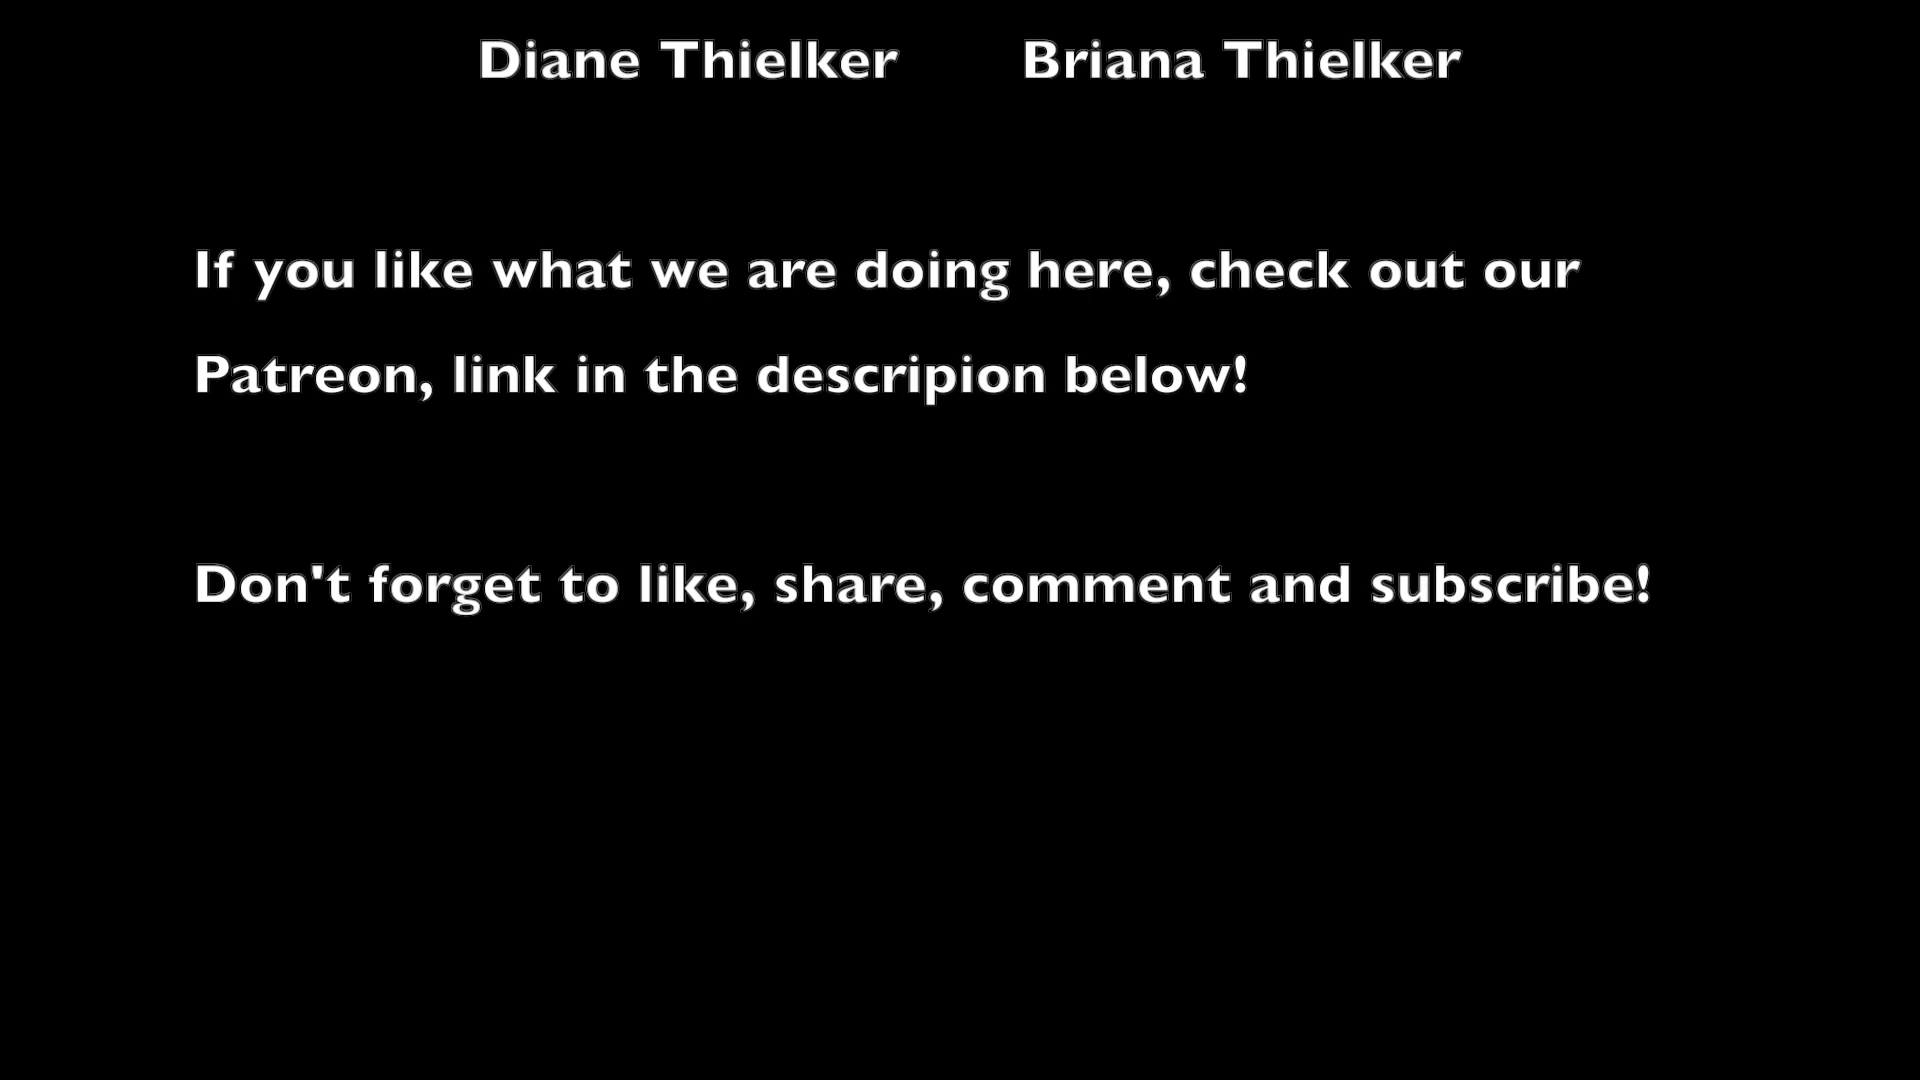 Diane Thielker Briana Thielker
If you like what we are doing here, check out our
Patreon, link in the descripion below!
Don't forget to like, share, comment and subscribe!